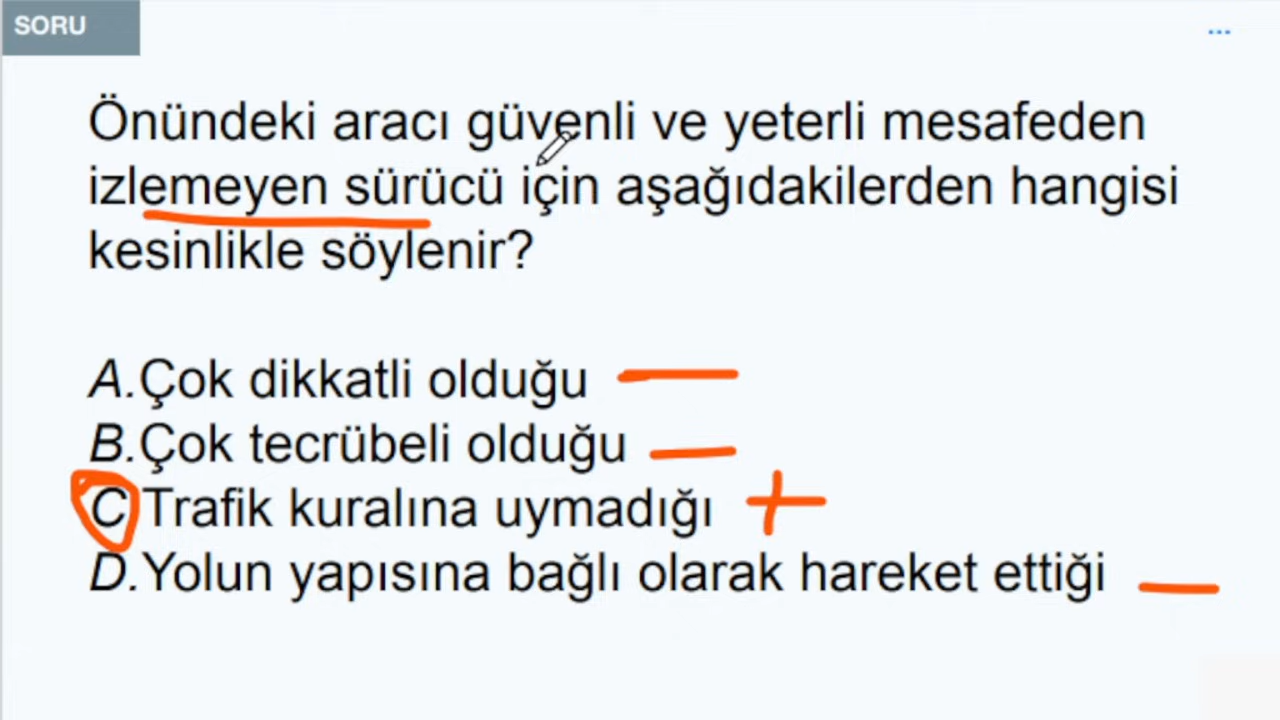 SORU
...
Önündeki aracı güvenli ve yeterli mesafeden
izlemeyen sürücü için aşağıdakilerden hangisi
kesinlikle söylenir?
A.Çok dikkatli olduğu
B.Çok tecrübeli olduğu
C Trafik kuralına uymadığı
D.Yolun yapısına bağlı olarak hareket ettiği